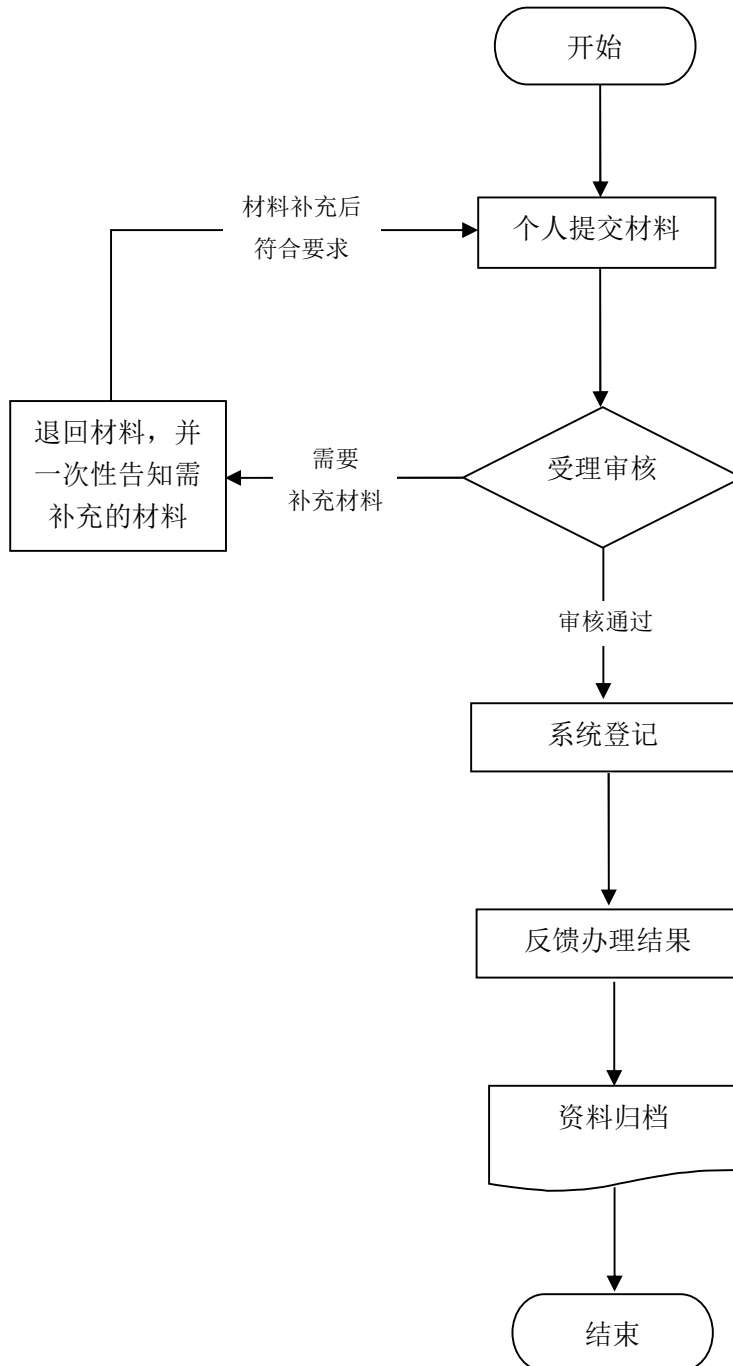 开始
材料补充后
符合要求
个人提交材料
退回材料，并
一次性告知需
补充的材料
需要
补充材料
受理审核
审核通过
系统登记
反馈办理结果
资料归档
结束